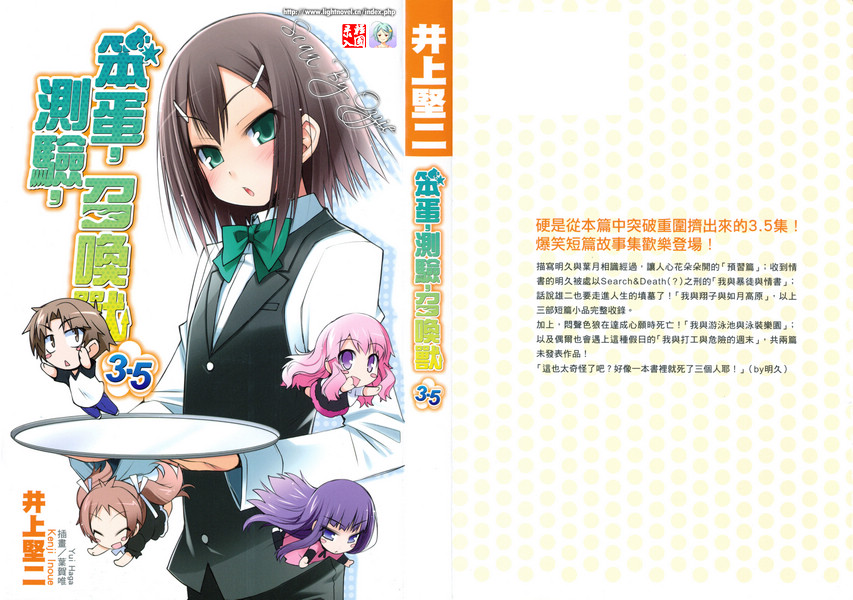 http://www.lightnovel.cn/index.php
錄入
Scan by
笨蛋,
測驗,
召喚獸
3.5
井上堅二
Kenji Inoue
插畫/葉賀唯
Yui Haga
井上堅二
笨蛋,測驗,召喚獸
3.5
硬是從本篇中突破重圍擠出來的3.5集!
爆笑短篇故事集歡樂登場!
描寫明久與葉月相識經過,讓人心花朵朵開的「預習篇」;收到情
書的明久被處以Search&Death(?)之刑的「我與暴徒與情書」;
話說雄二也要走進人生的墳墓了!「我與翔子與如月高原」,以上
三部短篇小品完整收錄。
加上,悶聲色狼在達成心願時死亡!「我與游泳池與泳裝樂園」;
以及偶爾也會遇上這種假日的「我與打工與危險的週末」,共兩篇
未發表作品!
「這也太奇怪了吧?好像一本書裡就死了三個人耶!」(by明久)